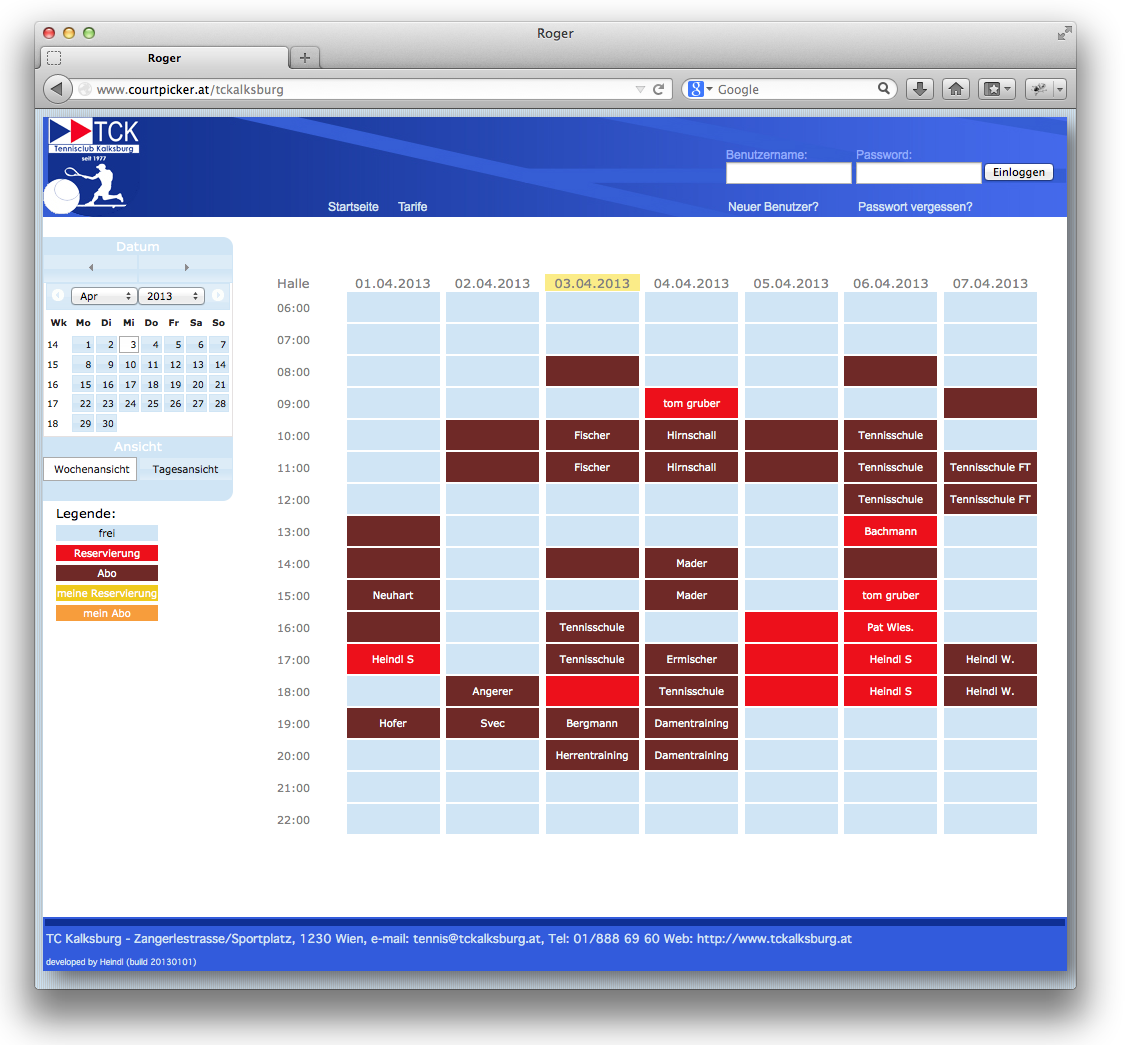 Roger
Roger
www.courtpicker.at/tckalksburg
Google
TCK
Tennisclub Kalksburg
seit 1977
Benutzername: Password:
Einloggen
Startseite Tarife Neuer Benutzer? Passwort vergessen?
Datum
Apr 2013
Wk Mo Di Mi Do Fr Sa So
14 1 2 3 4 5 6 7
15 8 9 10 11 12 13 14
16 15 16 17 18 19 20 21
17 22 23 24 25 26 27 28
18 29 30
Ansicht
Wochenansicht Tagesansicht
Legende:
frei
Reservierung
Abo
meine Reservierung
mein Abo
Halle 01.04.2013 02.04.2013 03.04.2013 04.04.2013 05.04.2013 06.04.2013 07.04.2013
06:00
07:00
08:00
09:00 tom gruber
10:00 Fischer Hirnschall Tennisschule
11:00 Fischer Hirnschall Tennisschule Tennisschule FT
12:00 Tennisschule Tennisschule FT
13:00 Bachmann
14:00 Mader
15:00 Neuhart Mader tom gruber
16:00 Tennisschule Pat Wies.
17:00 Heindl S Tennisschule Ermischer Heindl S Heindl W.
18:00 Angerer Tennisschule Heindl S Heindl W.
19:00 Hofer Svec Bergmann Damentraining
20:00 Herrentraining Damentraining
21:00
22:00
TC Kalksburg - Zangerlestrasse/Sportplatz, 1230 Wien, e-mail: tennis@tckalksburg.at, Tel: 01/888 69 60 Web: http://www.tckalksburg.at
developed by Heindl (build 20130101)